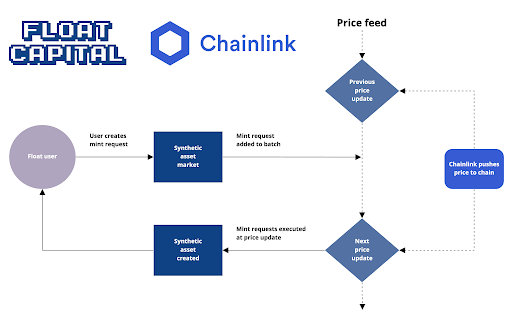 FLOAT
CAPITAL
Chainlink
Price feed
Previous
price
update
User creates
mint request
Mint request
added to batch
Float user
Synthetic
asset
market
Chainlink pushes
price to chain
Mint requests executed
at price update
Synthetic
asset
created
Next
price
update